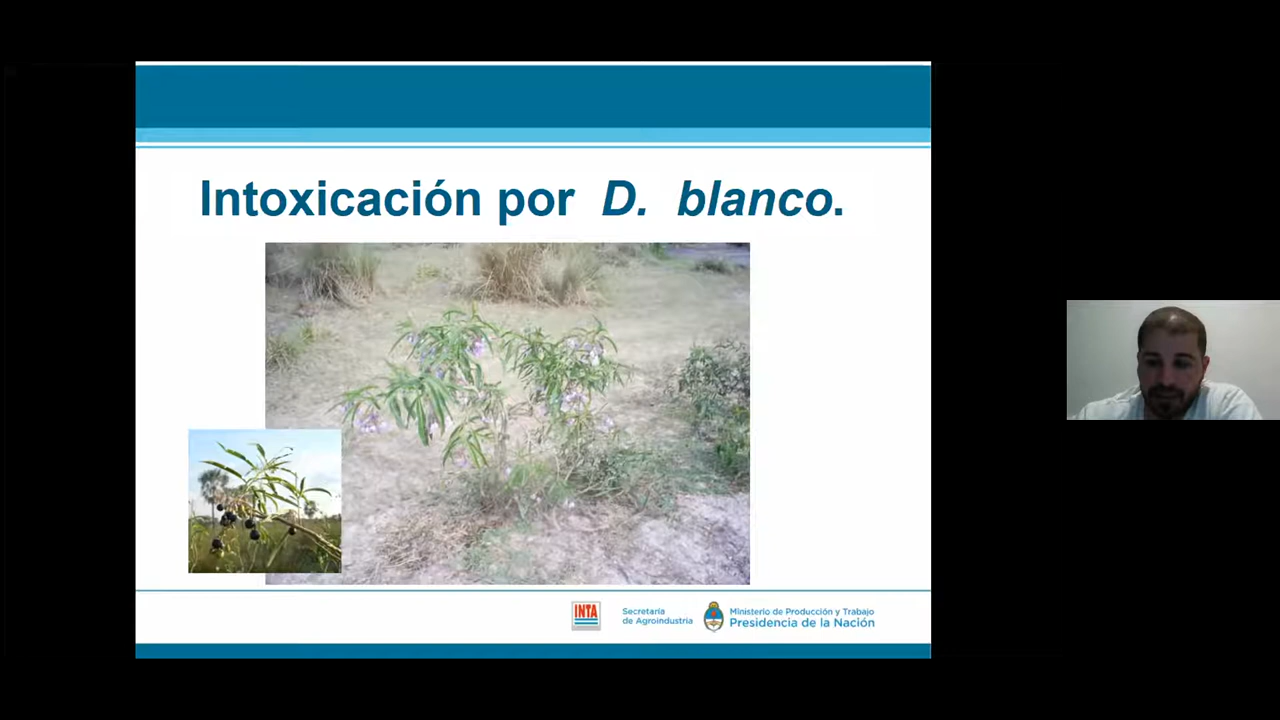 Intoxicación por D. blanco.
INTA
Secretaría
de Agroindustria
Ministerio de Producción y Trabajo
Presidencia de la Nación